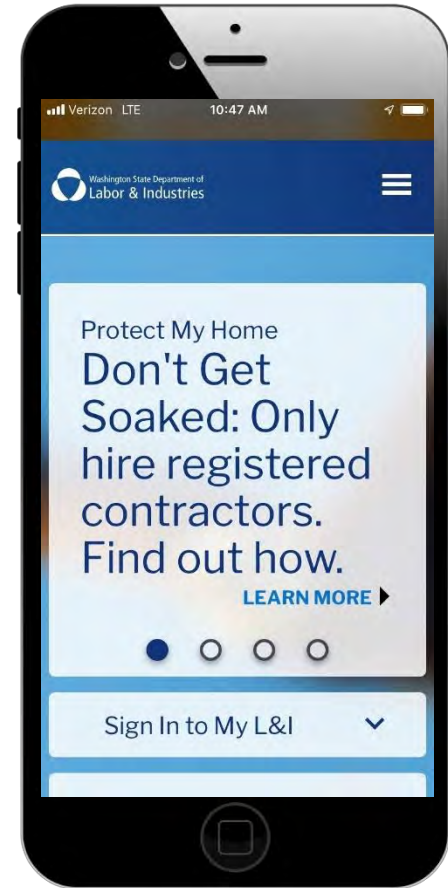 Verizon LTE 10:47 AM
Washington State Department of
Labor & Industries
Protect My Home
Don't Get
Soaked: Only
hire registered
contractors.
Find out how.
LEARN MORE
Sign In to My L&I